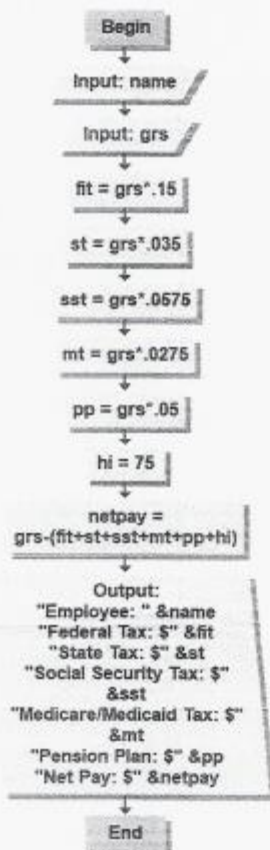 Begin
Input: name
Input: grs
fit = grs*.15
st = grs*.035
sst = grs*.0575
mt = grs*.0275
pp = grs*.05
hi = 75
netpay =
grs-(fit+st+sst+mt+pp+hi)
Output:
"Employee: " &name
"Federal Tax: $" &fit
"State Tax: $" &st
"Social Security Tax: $"
&sst
"Medicare/Medicaid Tax: $"
&mt
"Pension Plan: $" &pp
"Net Pay: $" &netpay
End